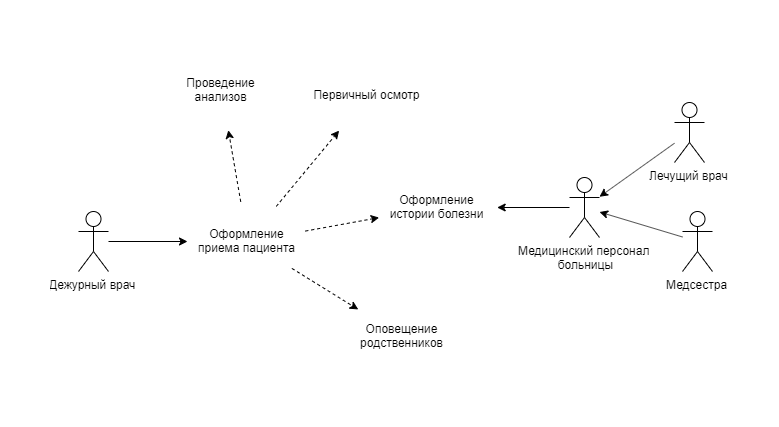 Проведение
анализов
Первичный осмотр
Лечущий врач
Оформление
истории болезни
Оформление
приема пациента
Медицинский персонал
больницы
Дежурный врач
Медсестра
Оповещение
родственников